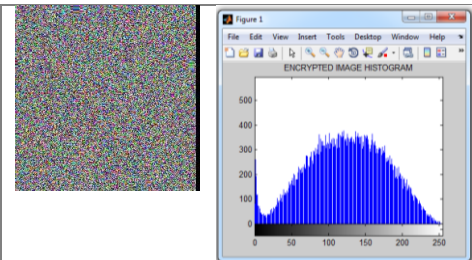 Figure 1
File Edit View Insert Tools Desktop Window Help
ENCRYPTED IMAGE HISTOGRAM
500
400
300
200
100
0
0 50 100 150 200 250